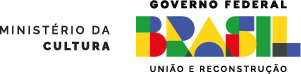 MINISTÉRIO DA
CULTURA
GOVERNO FEDERAL
BRASIL
UNIÃO E RECONSTRUÇÃO